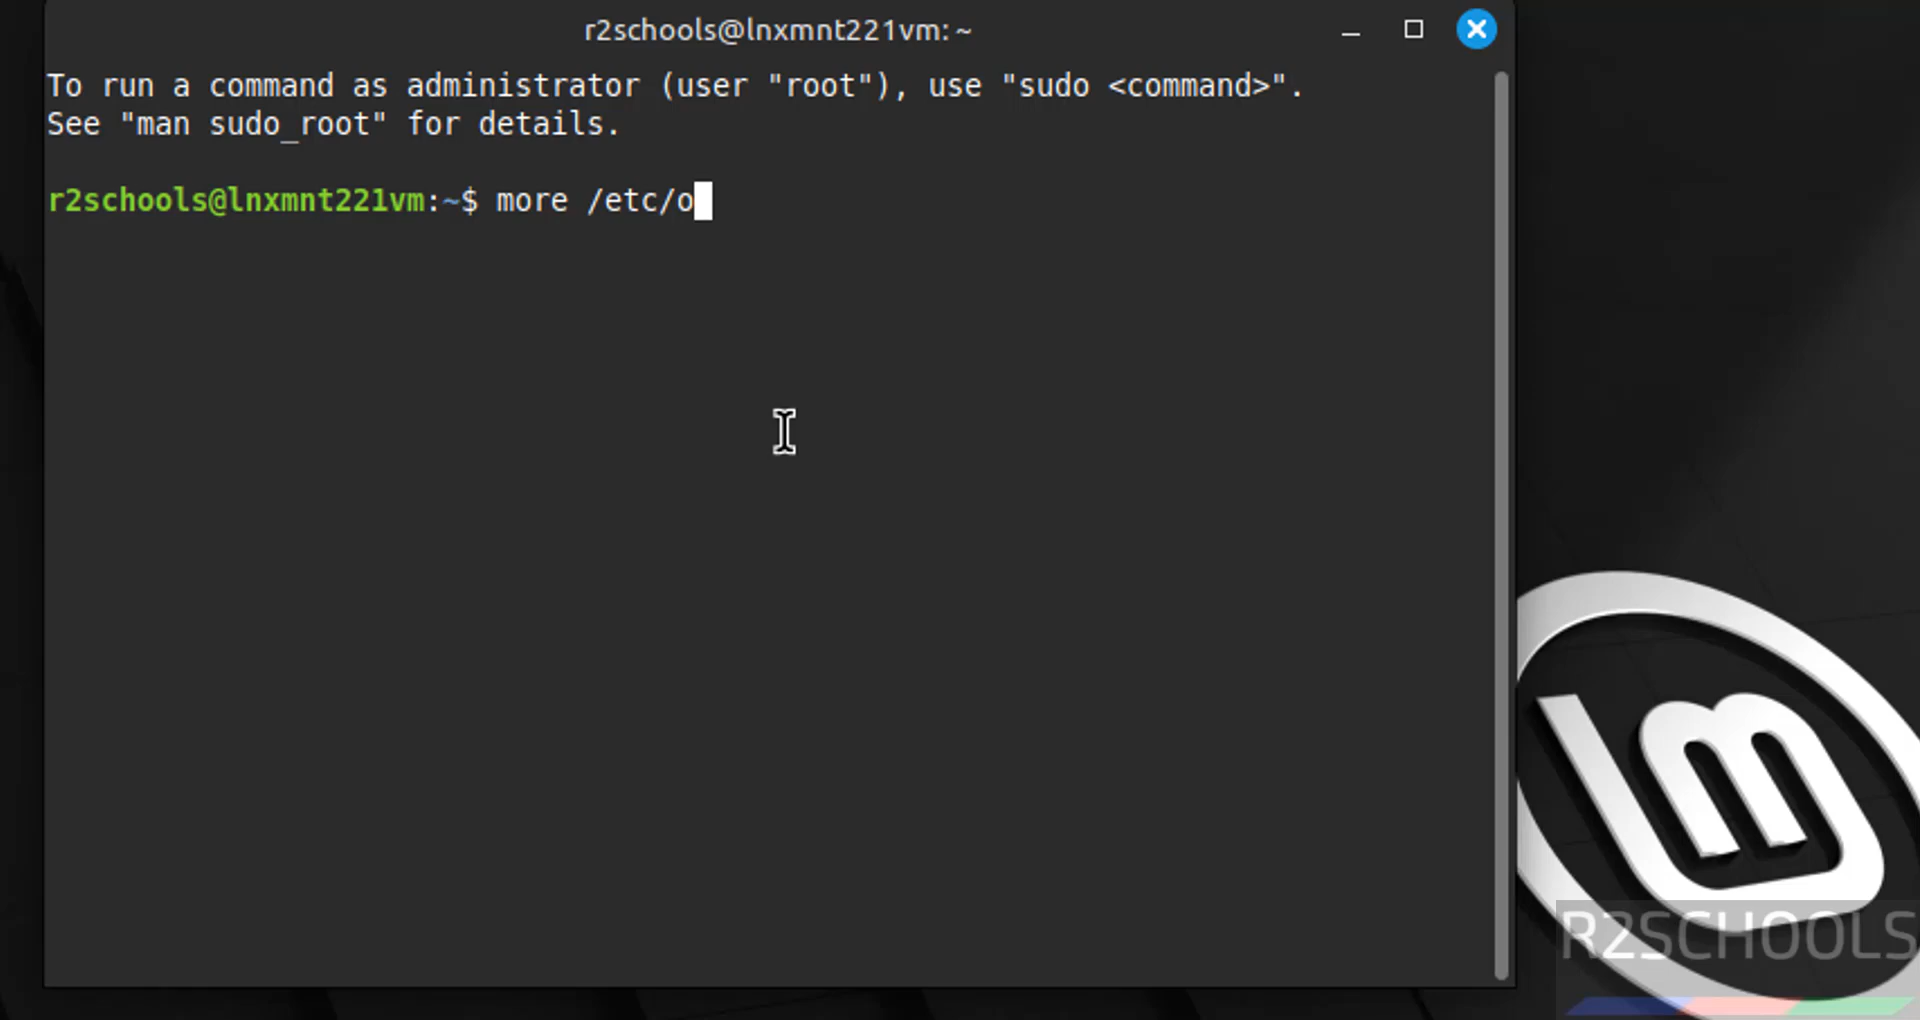 r2schools@lnxmnt221vm: ~
To run a command as administrator (user "root"), use "sudo <command>".
See "man sudo_root" for details.
r2schools@lnxmnt221vm:~$ more /etc/o
R2SCHOOLS